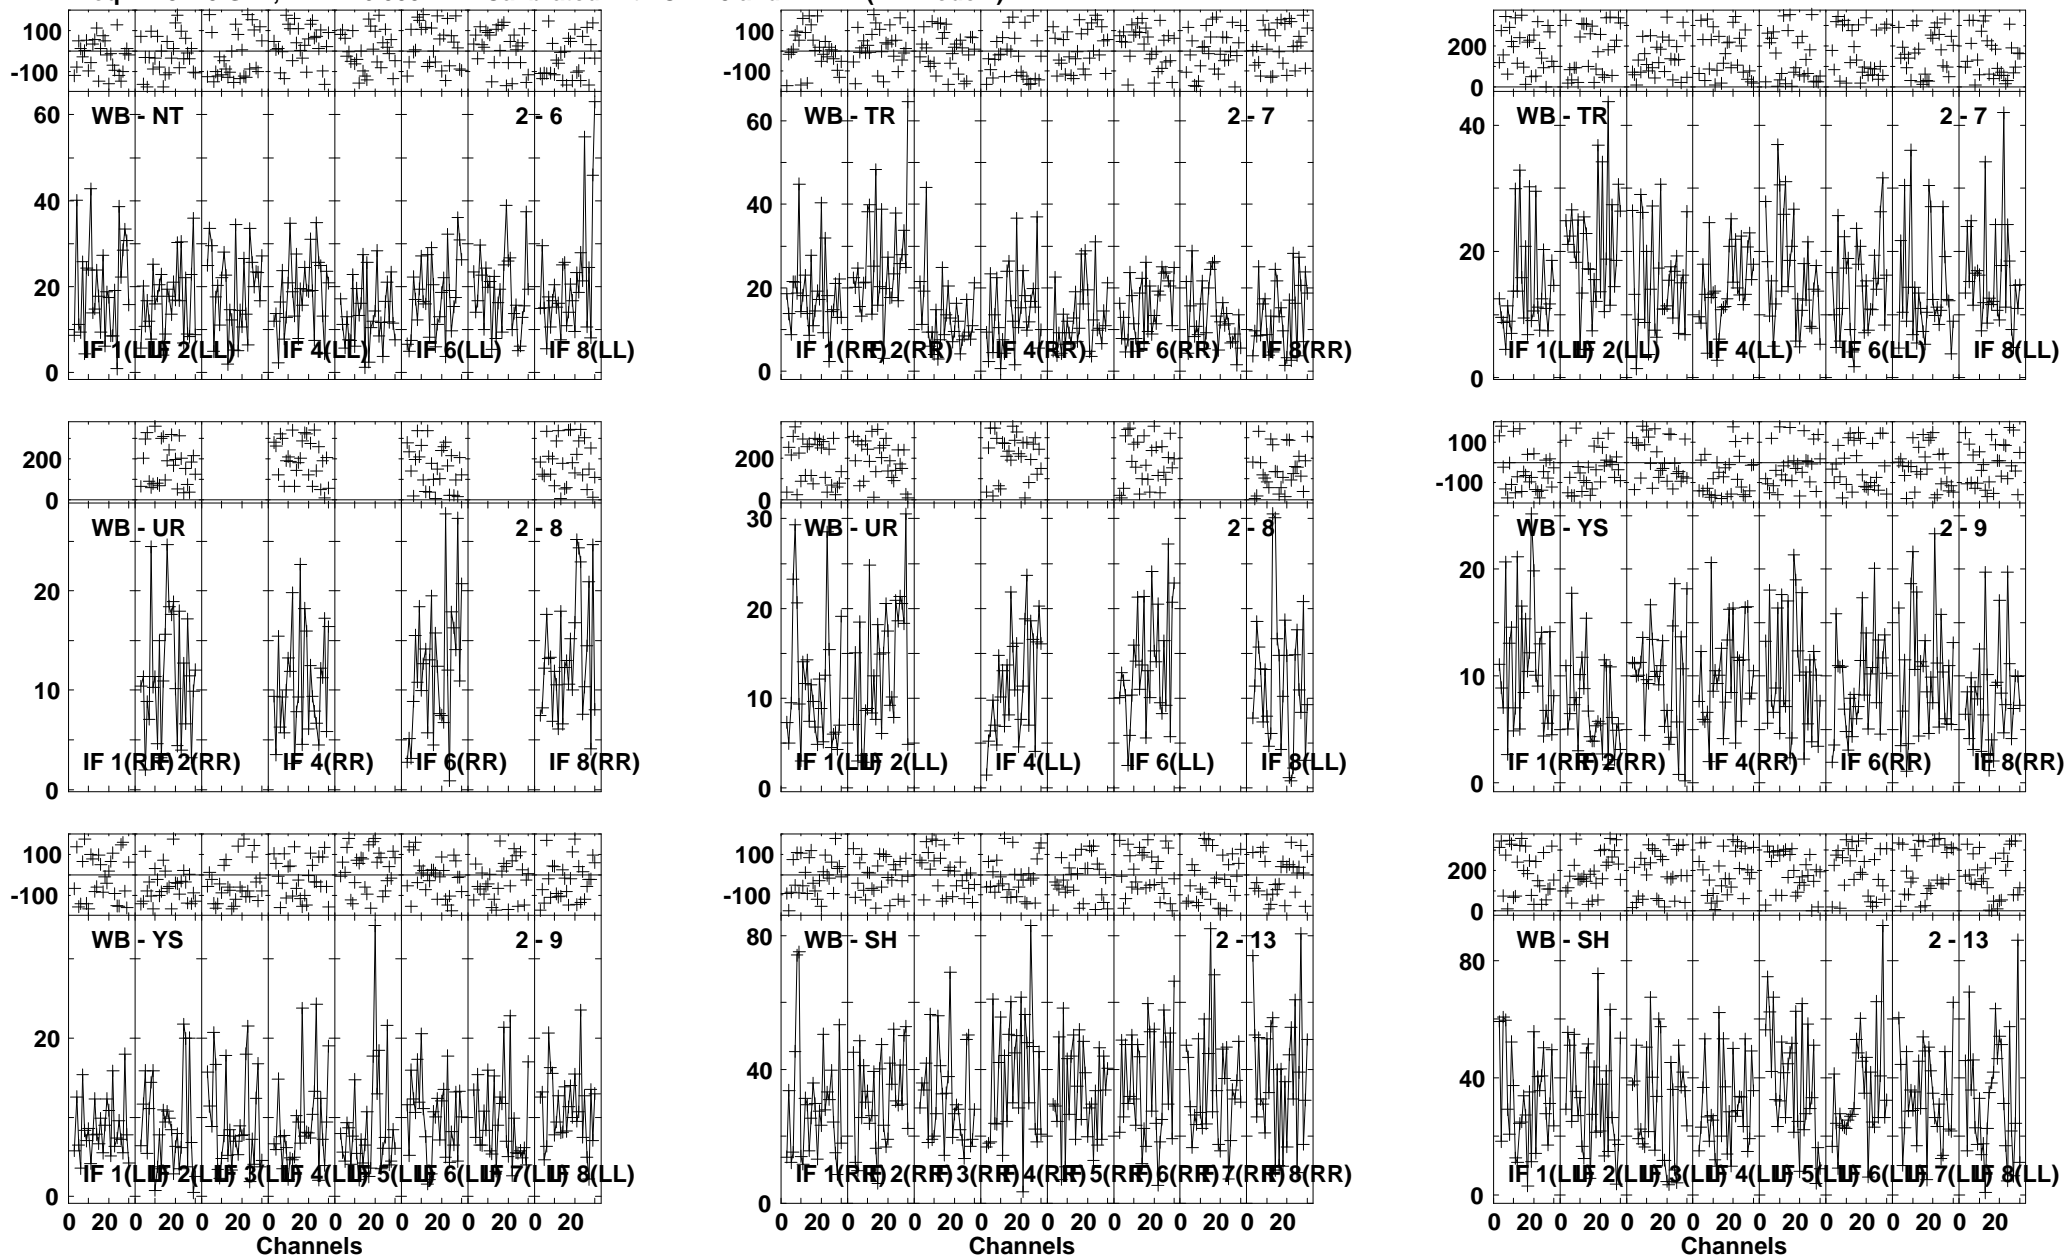 100
-100
60
40
20
0
WB - NT
2 - 6
IF 1(LL)
IF 2(LL)
IF 4(LL)
IF 6(LL)
IF 8(LL)
100
-100
60
40
20
0
WB - TR
2 - 7
IF 1(RR)
IF 2(RR)
IF 4(RR)
IF 6(RR)
IF 8(RR)
200
0
40
20
0
WB - TR
2 - 7
IF 1(LL)
IF 2(LL)
IF 4(LL)
IF 6(LL)
IF 8(LL)
200
0
20
10
0
WB - UR
2 - 8
IF 1(RR)
IF 2(RR)
IF 4(RR)
IF 6(RR)
IF 8(RR)
200
0
30
20
10
0
WB - UR
2 - 8
IF 1(LL)
IF 2(LL)
IF 4(LL)
IF 6(LL)
IF 8(LL)
100
-100
20
10
0
WB - YS
2 - 9
IF 1(RR)
IF 2(RR)
IF 4(RR)
IF 6(RR)
IF 8(RR)
100
-100
20
0
WB - YS
2 - 9
IF 1(LL)
IF 2(LL)
IF 3(LL)
IF 4(LL)
IF 5(LL)
IF 6(LL)
IF 7(LL)
IF 8(LL)
0 20 0 20 0 20 0 20 0 20 0 20 0 20 0 20
Channels
100
-100
80
40
0
WB - SH
2 - 13
IF 1(RR)
IF 2(RR)
IF 3(RR)
IF 4(RR)
IF 5(RR)
IF 6(RR)
IF 7(RR)
IF 8(RR)
0 20 0 20 0 20 0 20 0 20 0 20 0 20 0 20
Channels
200
0
80
40
0
WB - SH
2 - 13
IF 1(LL)
IF 2(LL)
IF 3(LL)
IF 4(LL)
IF 5(LL)
IF 6(LL)
IF 7(LL)
IF 8(LL)
0 20 0 20 0 20 0 20 0 20 0 20 0 20 0 20
Channels